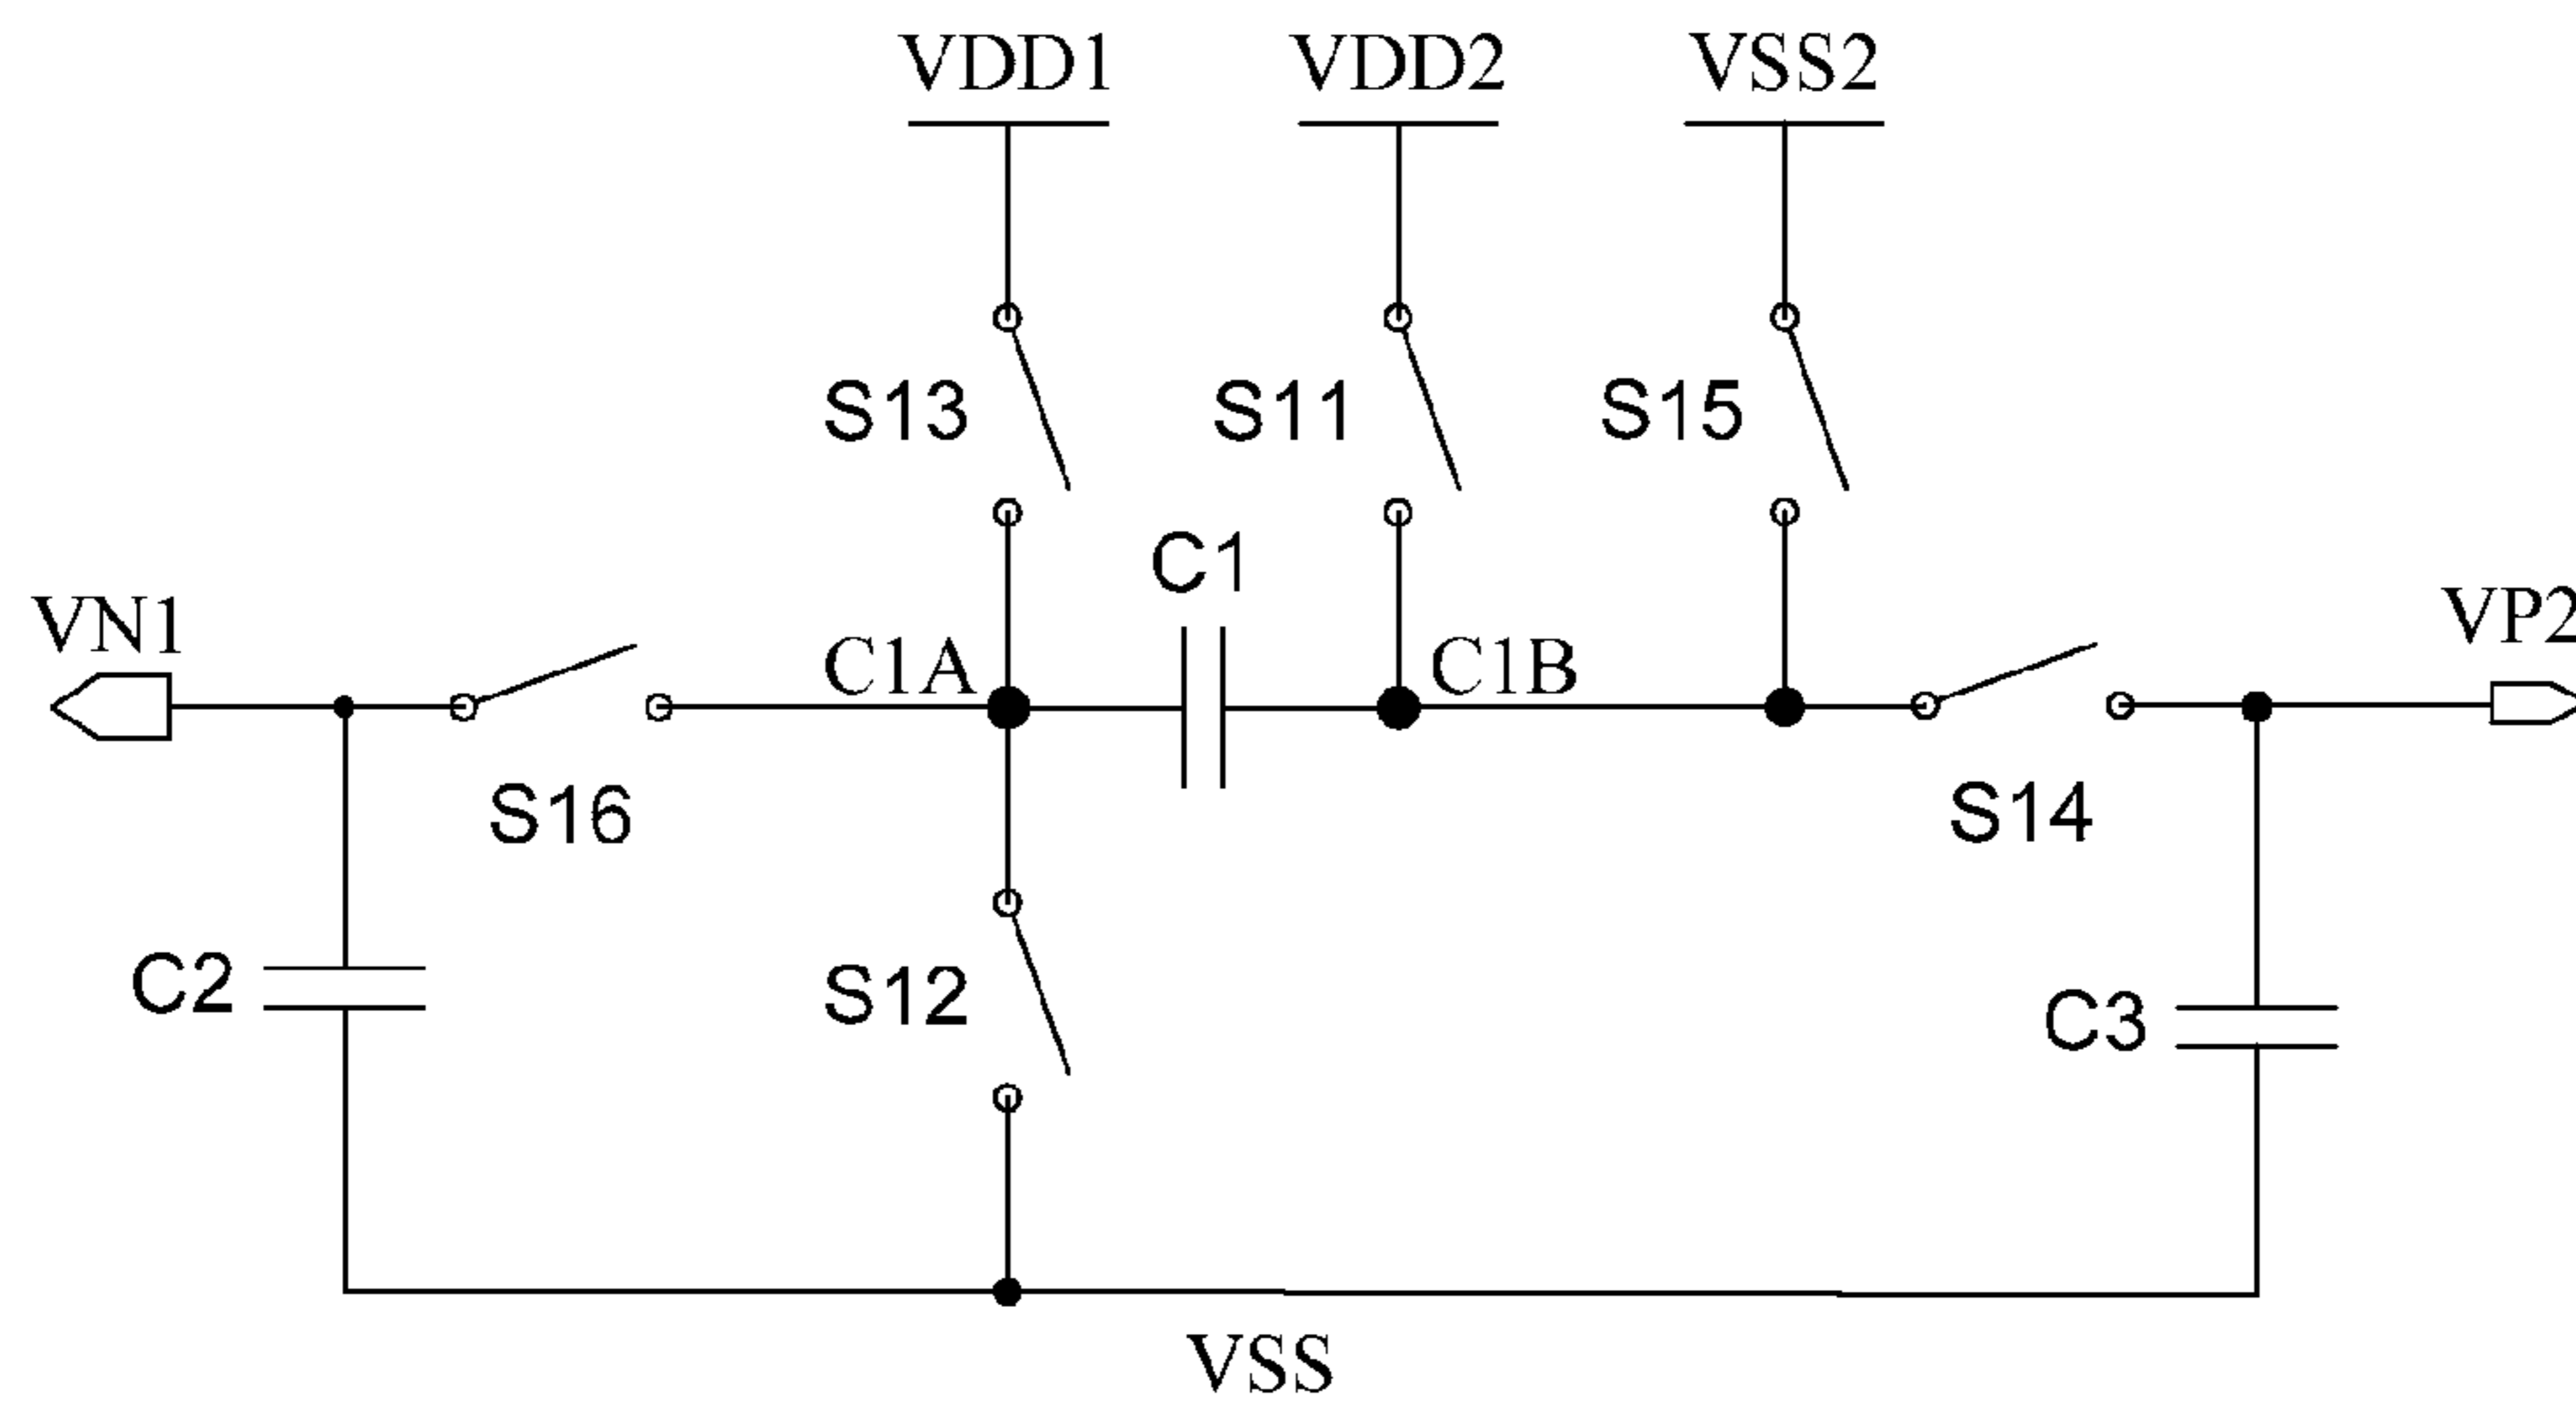 VDD1 VDD2 VSS2
S13 S11 S15
C1
VN1 C1A C1B VP2
S16 S14
C2 S12 C3
VSS